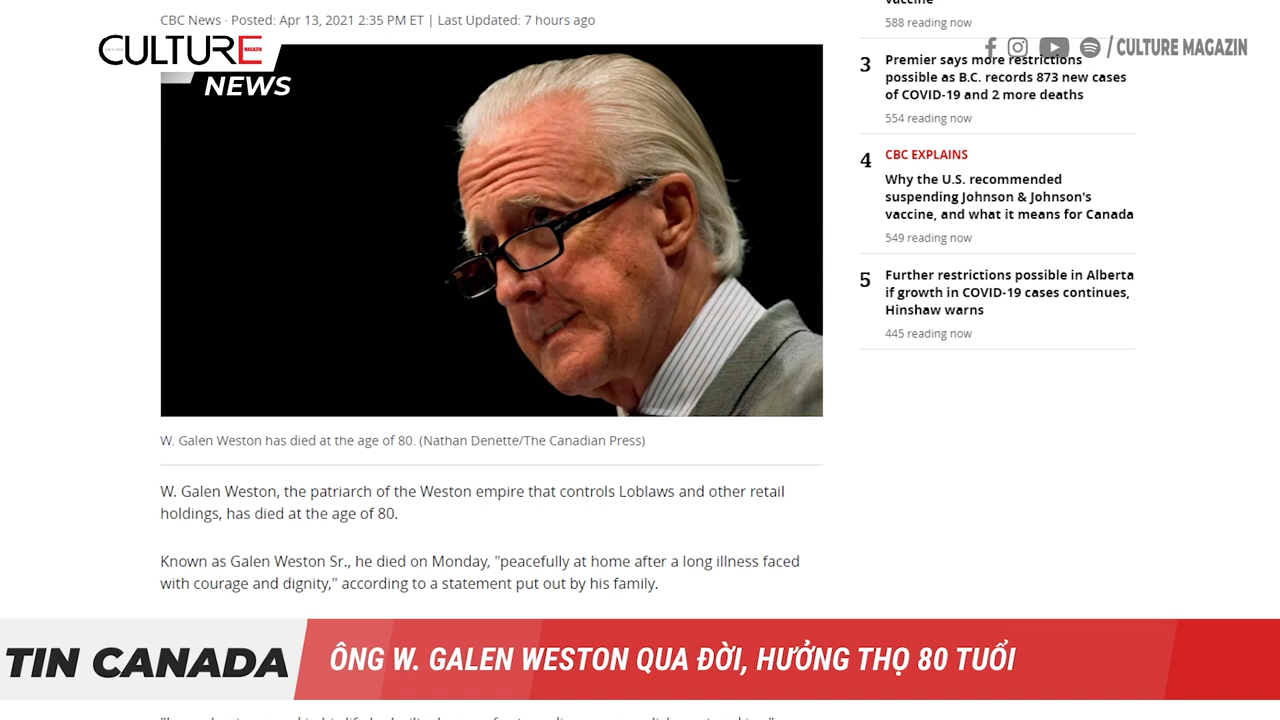 CBC News · Posted: Apr 13, 2021 2:35 PM ET | Last Updated: 7 hours ago
CULTURE MAGAZIN
NEWS
W. Galen Weston has died at the age of 80. (Nathan Denette/The Canadian Press)
W. Galen Weston, the patriarch of the Weston empire that controls Loblaws and other retail
holdings, has died at the age of 80.
Known as Galen Weston Sr., he died on Monday, "peacefully at home after a long illness faced
with courage and dignity," according to a statement put out by his family.
vaccine
588 reading now
/ CULTURE MAGAZIN
3 Premier says more restrictions
possible as B.C. records 873 new cases
of COVID-19 and 2 more deaths
554 reading now
4 CBC EXPLAINS
Why the U.S. recommended
suspending Johnson & Johnson's
vaccine, and what it means for Canada
549 reading now
5 Further restrictions possible in Alberta
if growth in COVID-19 cases continues,
Hinshaw warns
445 reading now
TIN CANADA
ÔNG W. GALEN WESTON QUA ĐỜI, HƯỞNG THỌ 80 TUỔI